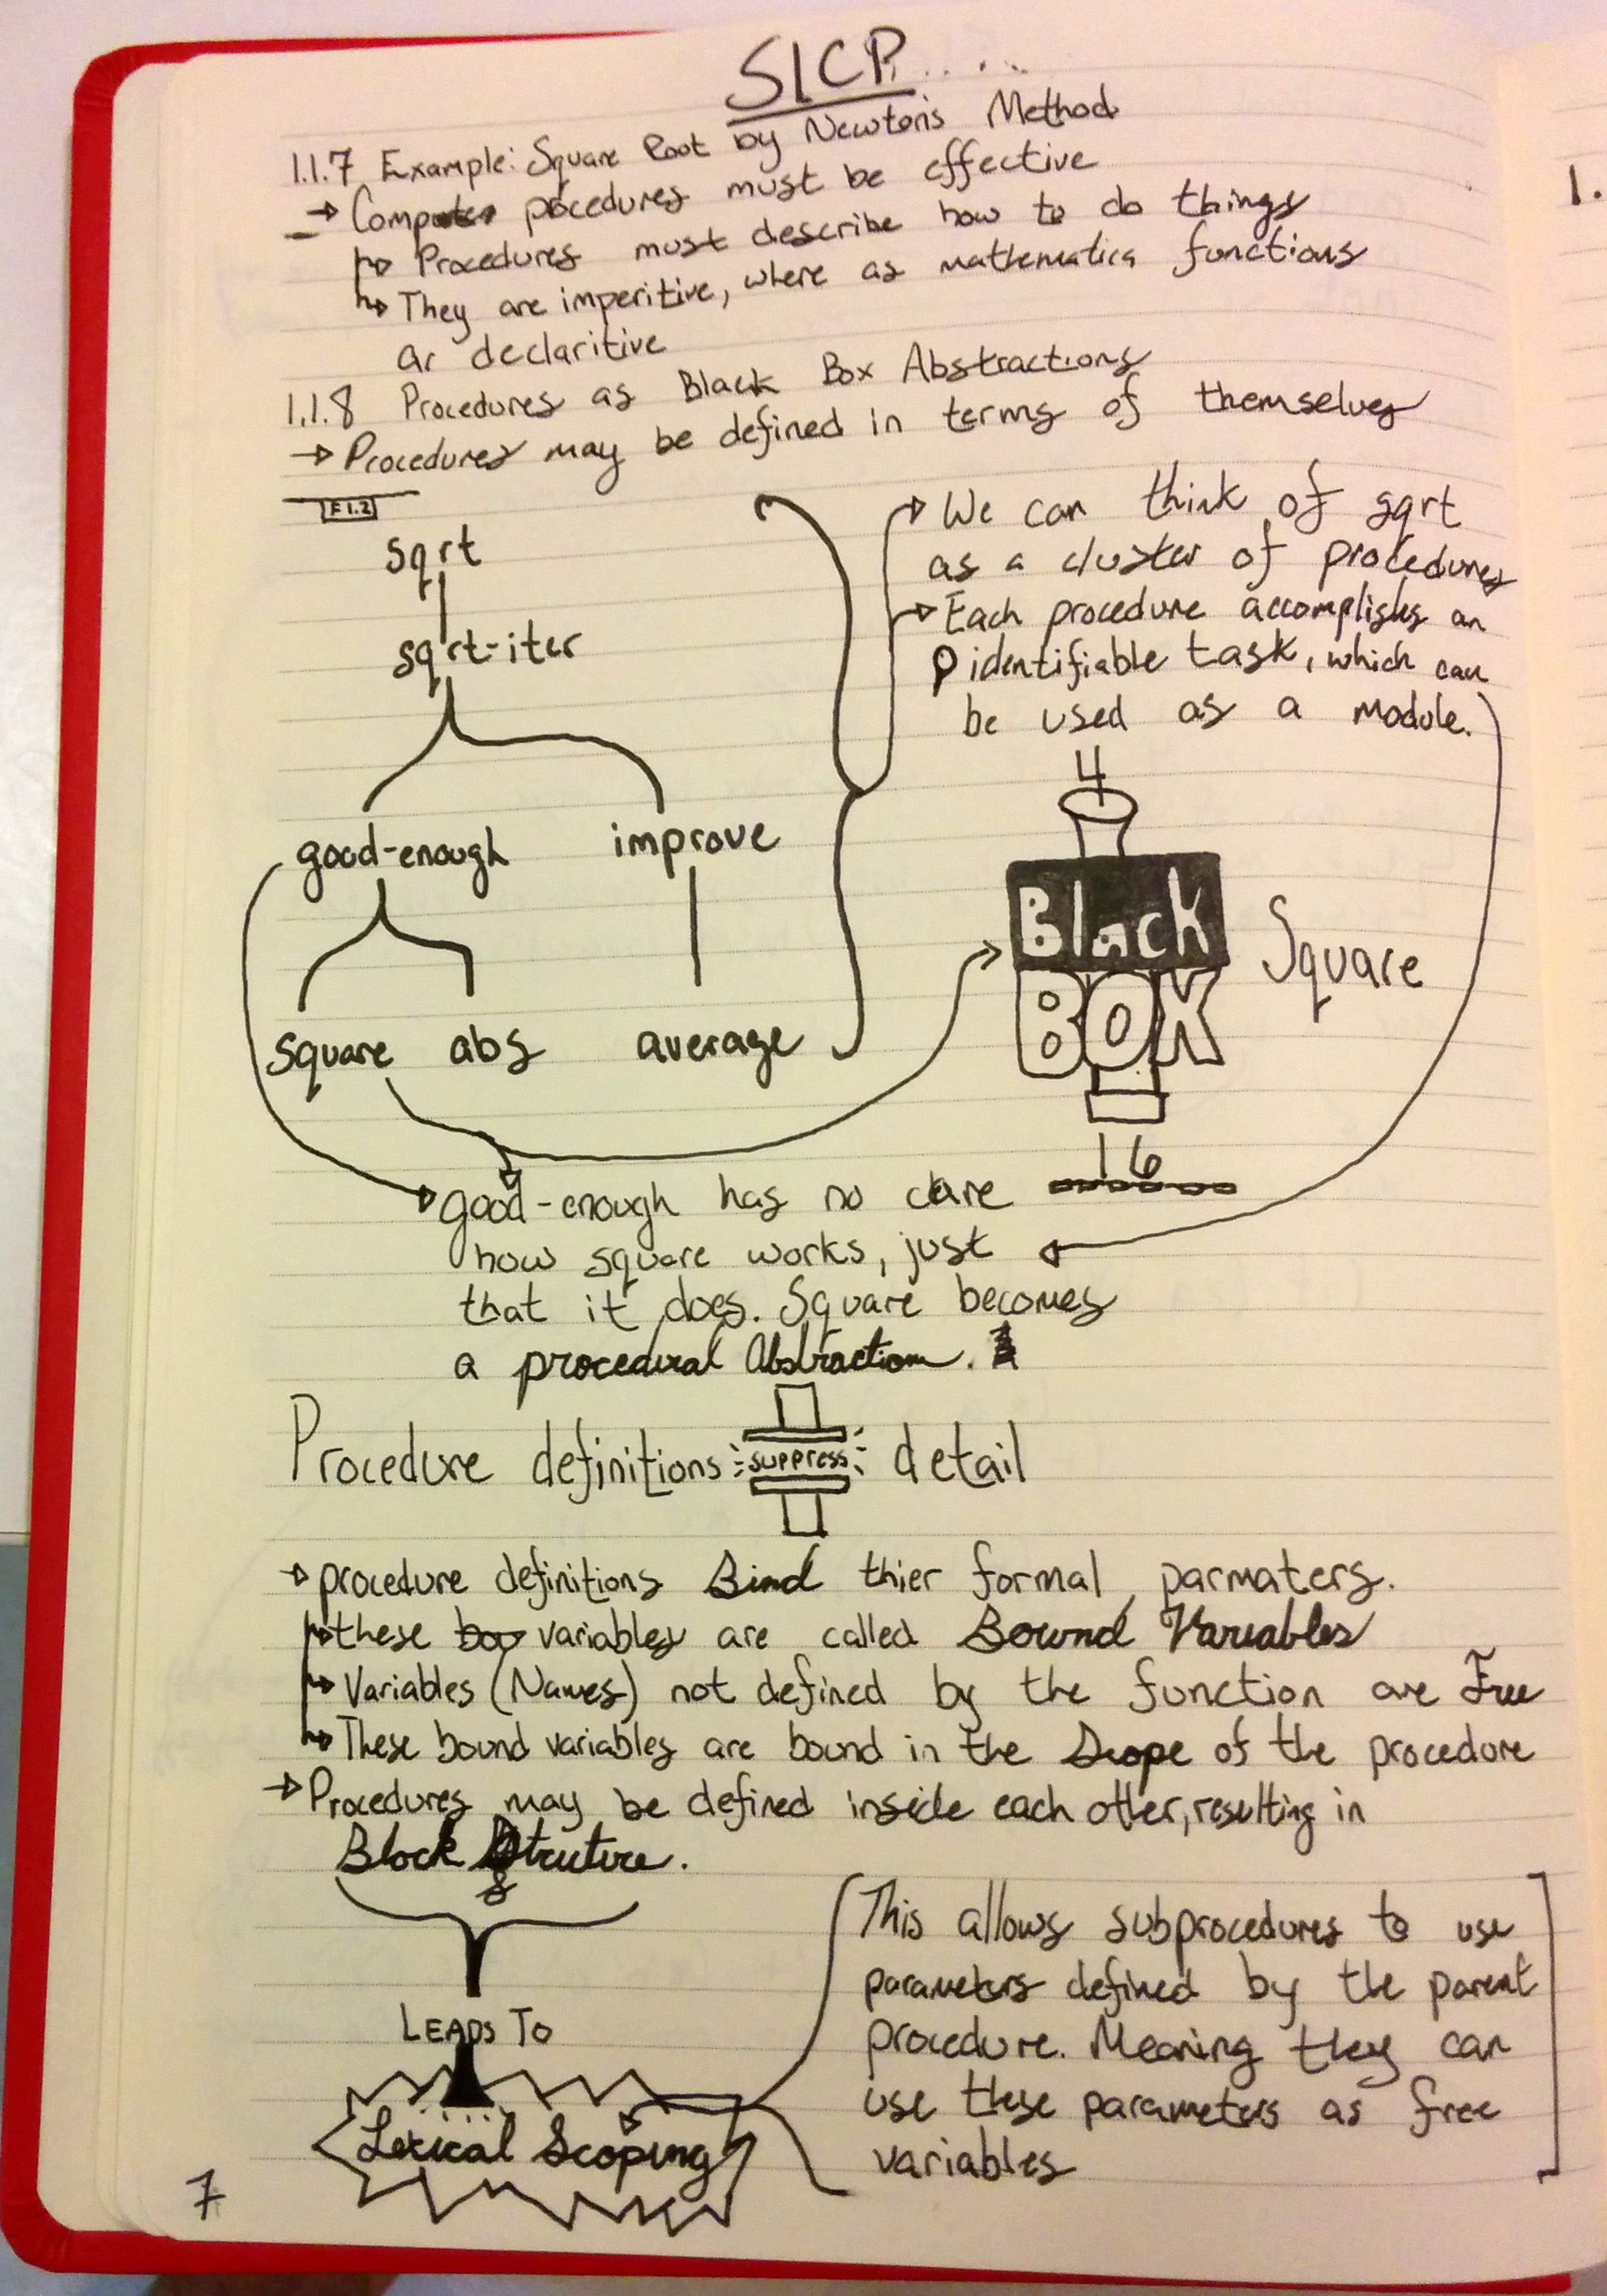 SICP....
1.1.7 Example: Square Root by Newton's Method
→ Computer procedures must be effective
↳ Procedures must describe how to do things
↳ They are imperitive, where as mathematics functions
ar declaritive
1.1.8 Procedures as Black Box Abstractions
→ Procedures may be defined in terms of themselves
F1.2
sqrt
sqrt-iter
good-enough improve
square abs average
→ We can think of sqrt
as a cluster of procedures
→ Each procedure accomplishs an
identifiable task, which can
be used as a module.
4
Black
BOX
Square
16
good-enough has no care
how square works, just
that it does. Square becomes
a procedural Abstraction.
Procedure definitions suppress detail
→ procedure definitions Bind thier formal parmaters.
↳ these variables are called Bound Variables
↳ Variables (Names) not defined by the function are Free
↳ These bound variables are bound in the Scope of the procedure
→ Procedures may be defined inside each other, resulting in
Block Structure.
LEADS TO
Lexical Scoping
This allows subprocedures to use
parameters defined by the parent
procedure. Meaning they can
use these parameters as free
variables
7
1.